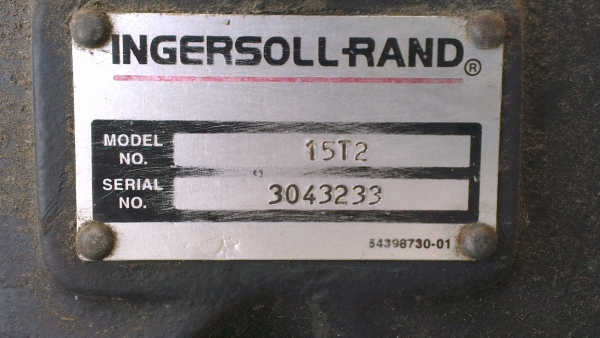 INGERSOLL-RAND®
MODEL NO. 15T2
SERIAL NO. 3043233
54398730-01